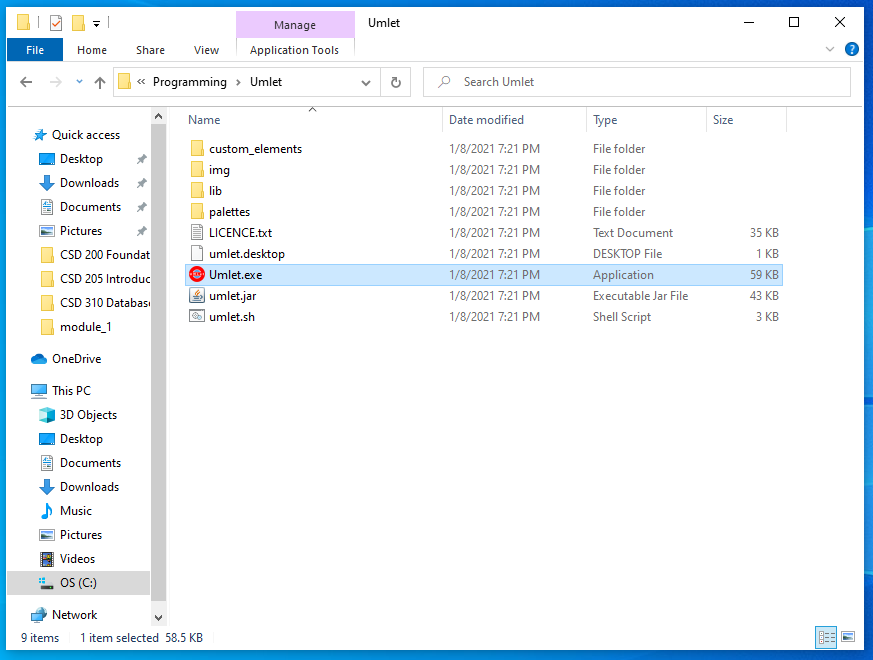 Manage
Umlet
File
Home
Share
View
Application Tools
« Programming › Umlet
Search Umlet
Name
Date modified
Type
Size
Quick access
Desktop
Downloads
Documents
Pictures
CSD 200 Foundat
CSD 205 Introduc
CSD 310 Database
module_1
OneDrive
This PC
3D Objects
Desktop
Documents
Downloads
Music
Pictures
Videos
OS (C:)
Network
custom_elements 1/8/2021 7:21 PM File folder
img 1/8/2021 7:21 PM File folder
lib 1/8/2021 7:21 PM File folder
palettes 1/8/2021 7:21 PM File folder
LICENCE.txt 1/8/2021 7:21 PM Text Document 35 KB
umlet.desktop 1/8/2021 7:21 PM DESKTOP File 1 KB
Umlet.exe 1/8/2021 7:21 PM Application 59 KB
umlet.jar 1/8/2021 7:21 PM Executable Jar File 43 KB
umlet.sh 1/8/2021 7:21 PM Shell Script 3 KB
9 items 1 item selected 58.5 KB